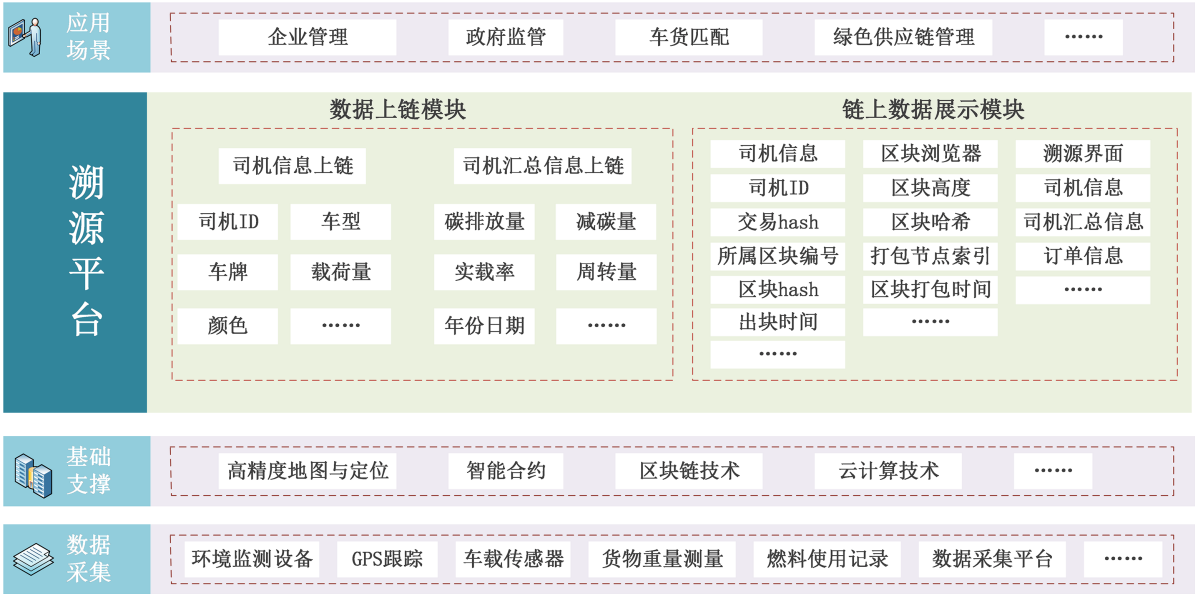 应用
场景
企业管理
政府监管
车货匹配
绿色供应链管理
……
溯
源
平
台
数据上链模块
司机信息上链
司机汇总信息上链
司机ID
车型
碳排放量
减碳量
车牌
载荷量
实载率
周转量
颜色
……
年份日期
……
链上数据展示模块
司机信息
区块浏览器
溯源界面
司机ID
区块高度
司机信息
交易hash
区块哈希
司机汇总信息
所属区块编号
打包节点索引
订单信息
区块hash
区块打包时间
……
出块时间
……
……
基础
支撑
高精度地图与定位
智能合约
区块链技术
云计算技术
……
数据
采集
环境监测设备
GPS跟踪
车载传感器
货物重量测量
燃料使用记录
数据采集平台
……